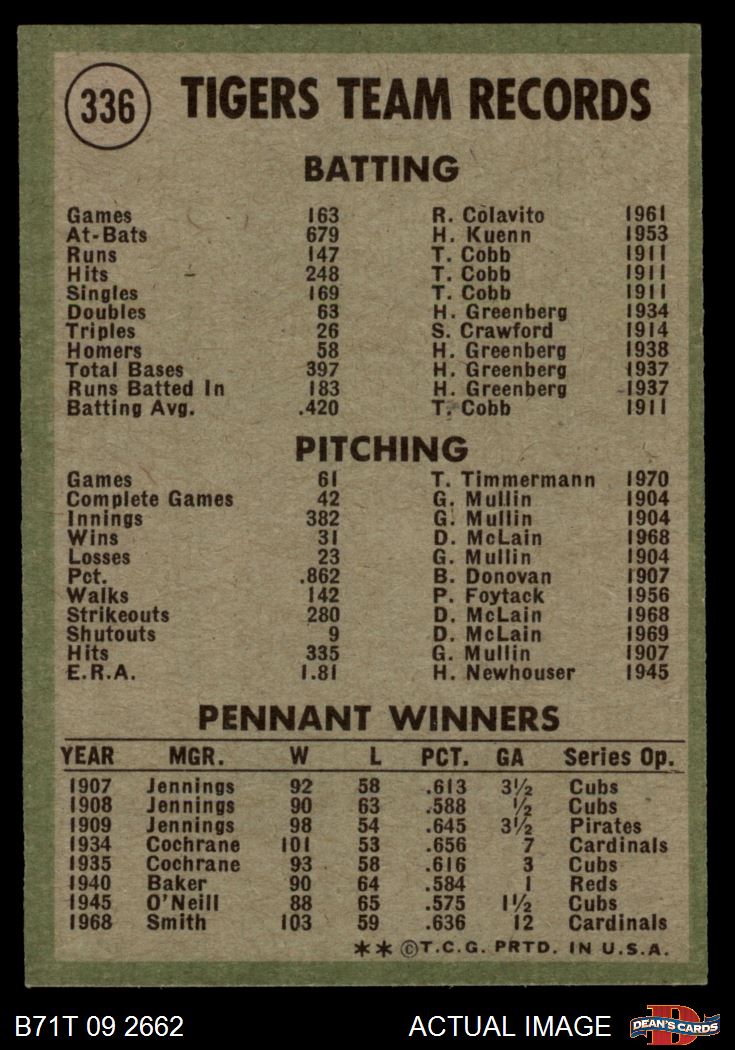 336 TIGERS TEAM RECORDS
BATTING
Games 163 R. Colavito 1961
At-Bats 679 H. Kuenn 1953
Runs 147 T. Cobb 1911
Hits 248 T. Cobb 1911
Singles 169 T. Cobb 1911
Doubles 63 H. Greenberg 1934
Triples 26 S. Crawford 1914
Homers 58 H. Greenberg 1938
Total Bases 397 H. Greenberg 1937
Runs Batted In 183 H. Greenberg 1937
Batting Avg. .420 T. Cobb 1911
PITCHING
Games 61 T. Timmermann 1970
Complete Games 42 G. Mullin 1904
Innings 382 G. Mullin 1904
Wins 31 D. McLain 1968
Losses 23 G. Mullin 1904
Pct. .862 B. Donovan 1907
Walks 142 P. Foytack 1956
Strikeouts 280 D. McLain 1968
Shutouts 9 D. McLain 1969
Hits 335 G. Mullin 1907
E.R.A. 1.81 H. Newhouser 1945
PENNANT WINNERS
YEAR MGR. W L PCT. GA Series Op.
1907 Jennings 92 58 .613 3½ Cubs
1908 Jennings 90 63 .588 ½ Cubs
1909 Jennings 98 54 .645 3½ Pirates
1934 Cochrane 101 53 .656 7 Cardinals
1935 Cochrane 93 58 .616 3 Cubs
1940 Baker 90 64 .584 1 Reds
1945 O'Neill 88 65 .575 1½ Cubs
1968 Smith 103 59 .636 12 Cardinals
**©T.C.G. PRTD. IN U.S.A.
B71T 09 2662 ACTUAL IMAGE DEAN'S CARDS